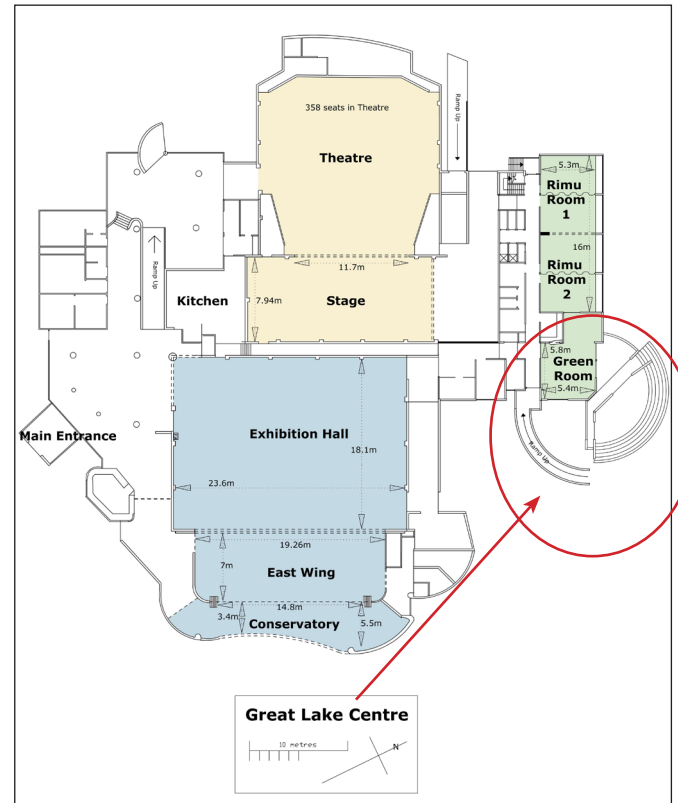 358 seats in Theatre
Theatre
Ramp Up
5.3m
Rimu
Room
1
16m
Rimu
Room
2
Ramp Up
11.7m
Kitchen
7.94m
Stage
5.8m
Green
Room
5.4m
Main Entrance
Exhibition Hall
18.1m
Ramp Up
23.6m
19.26m
7m
East Wing
14.8m
3.4m
Conservatory
5.5m
Great Lake Centre
10 metres
N